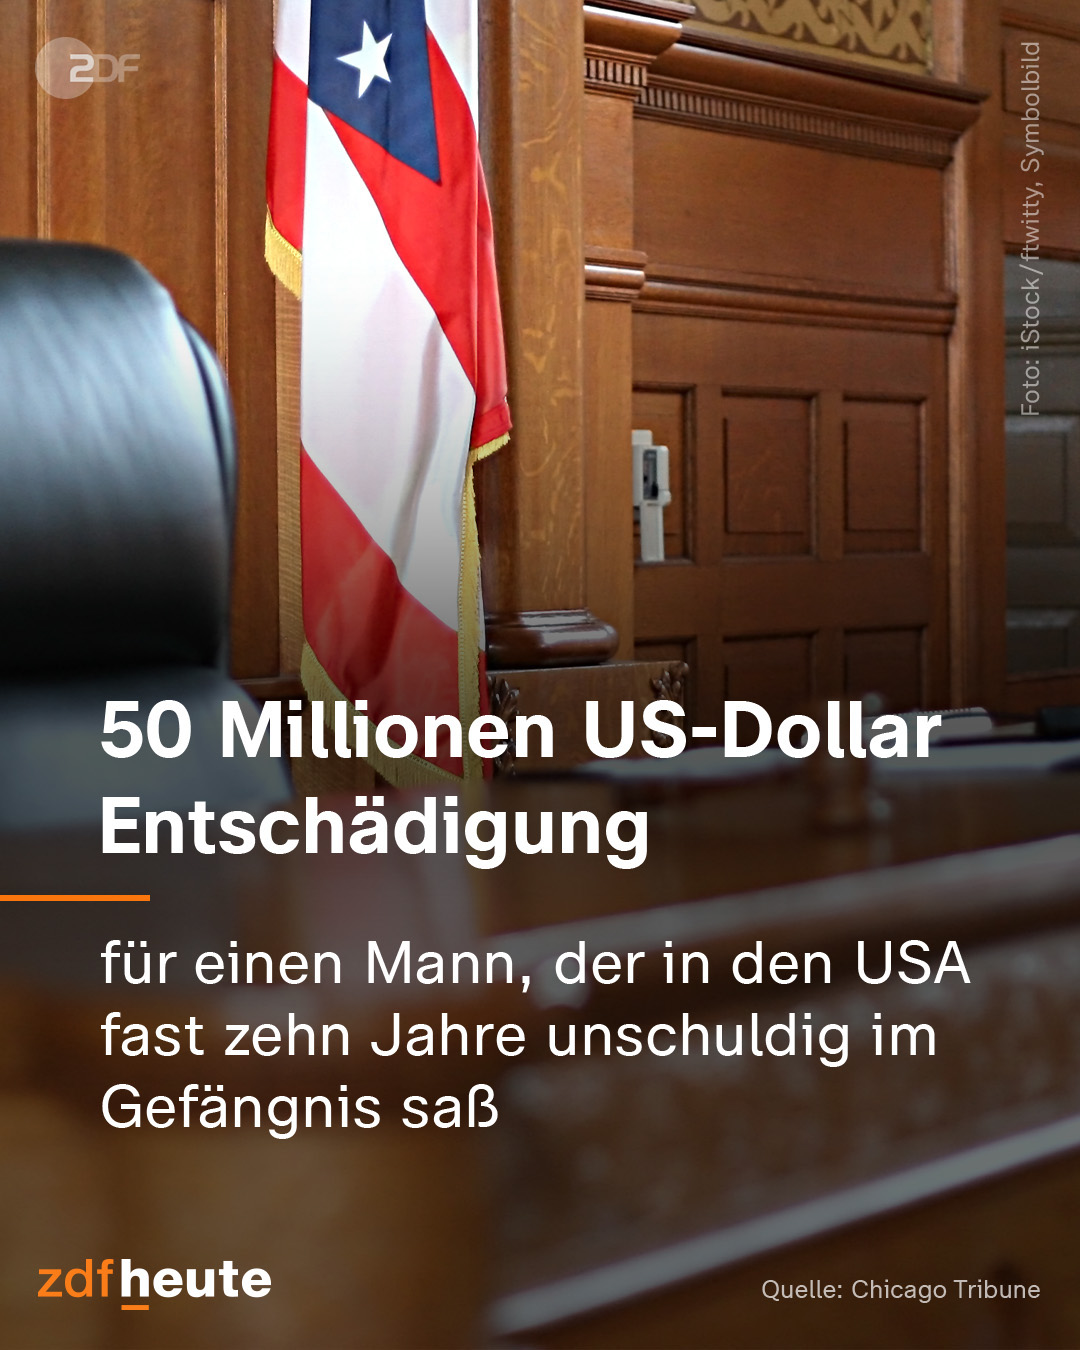 ZDF
Foto: iStock/ftwitty, Symbolbild
50 Millionen US-Dollar
Entschädigung
für einen Mann, der in den USA
fast zehn Jahre unschuldig im
Gefängnis saß
zdfheute
Quelle: Chicago Tribune